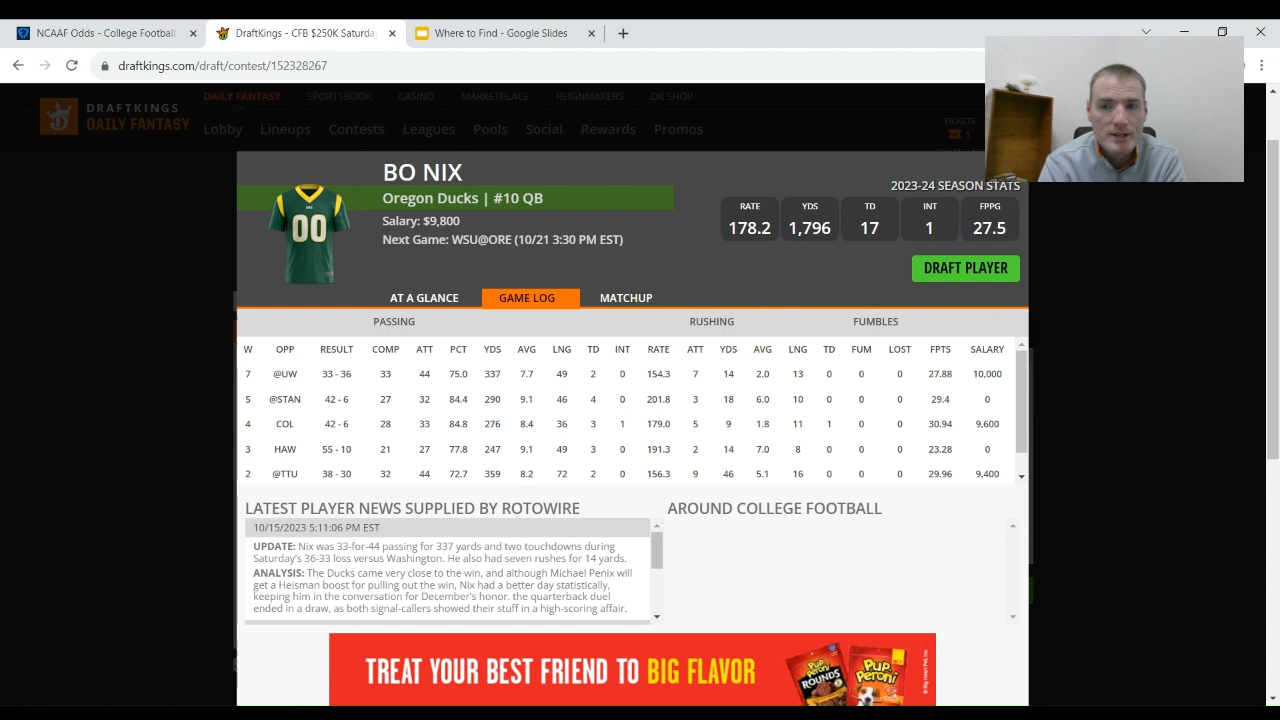 NCAAF Odds - College Football
DraftKings - CFB $250K Saturda
Where to Find - Google Slides
draftkings.com/draft/contest/152328267
DRAFTKINGS
DAILY FANTASY
DAILY FANTASY SPORTSBOOK CASINO MARKETPLACE REIGNMAKERS DK SHOP
Lobby Lineups Contests Leagues Pools Social Rewards Promos
TICKETS
1
BO NIX
Oregon Ducks | #10 QB
Salary: $9,800
Next Game: WSU@ORE (10/21 3:30 PM EST)
00
2023-24 SEASON STATS
RATE YDS TD INT FPPG
178.2 1,796 17 1 27.5
DRAFT PLAYER
AT A GLANCE GAME LOG MATCHUP
PASSING RUSHING FUMBLES
W OPP RESULT COMP ATT PCT YDS AVG LNG TD INT RATE ATT YDS AVG LNG TD FUM LOST FPTS SALARY
7 @UW 33 - 36 33 44 75.0 337 7.7 49 2 0 154.3 7 14 2.0 13 0 0 0 27.88 10,000
5 @STAN 42 - 6 27 32 84.4 290 9.1 46 4 0 201.8 3 18 6.0 10 0 0 0 29.4 0
4 COL 42 - 6 28 33 84.8 276 8.4 36 3 1 179.0 5 9 1.8 11 1 0 0 30.94 9,600
3 HAW 55 - 10 21 27 77.8 247 9.1 49 3 0 191.3 2 14 7.0 8 0 0 0 23.28 0
2 @TTU 38 - 30 32 44 72.7 359 8.2 72 2 0 156.3 9 46 5.1 16 0 0 0 29.96 9,400
LATEST PLAYER NEWS SUPPLIED BY ROTOWIRE
10/15/2023 5:11:06 PM EST
UPDATE: Nix was 33-for-44 passing for 337 yards and two touchdowns during
Saturday's 36-33 loss versus Washington. He also had seven rushes for 14 yards.
ANALYSIS: The Ducks came very close to the win, and although Michael Penix will
get a Heisman boost for pulling out the win, Nix had a better day statistically,
keeping him in the conversation for December's honor. the quarterback duel
ended in a draw, as both signal-callers showed their stuff in a high-scoring affair.
AROUND COLLEGE FOOTBALL
TREAT YOUR BEST FRIEND TO BIG FLAVOR
Pup-Peroni
ROUNDS
Pup-Peroni